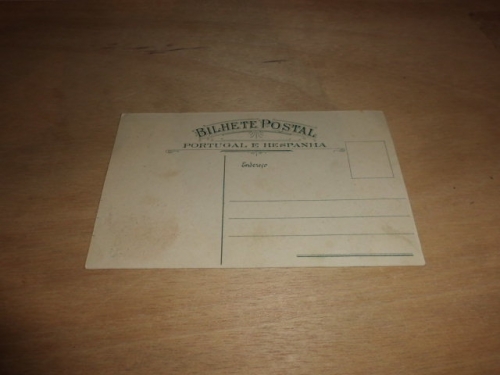 BILHETE POSTAL
PORTUGAL E HESPANHA
Endereço